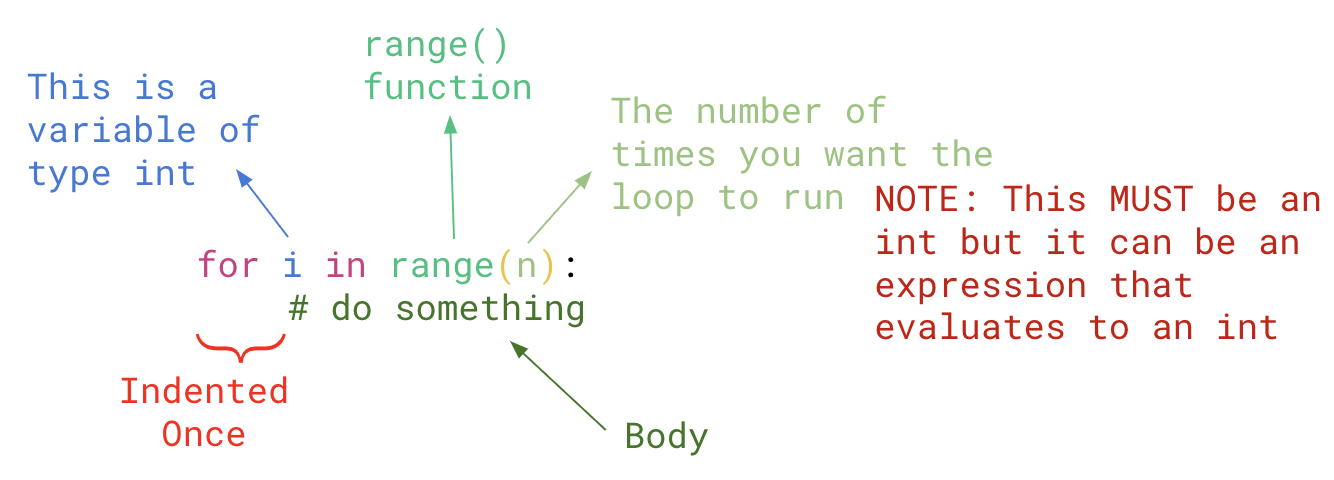 range()
function
This is a
variable of
type int
The number of
times you want the
loop to run
NOTE: This MUST be an
int but it can be an
expression that
evaluates to an int
for i in range(n):
# do something
Indented
Once
Body